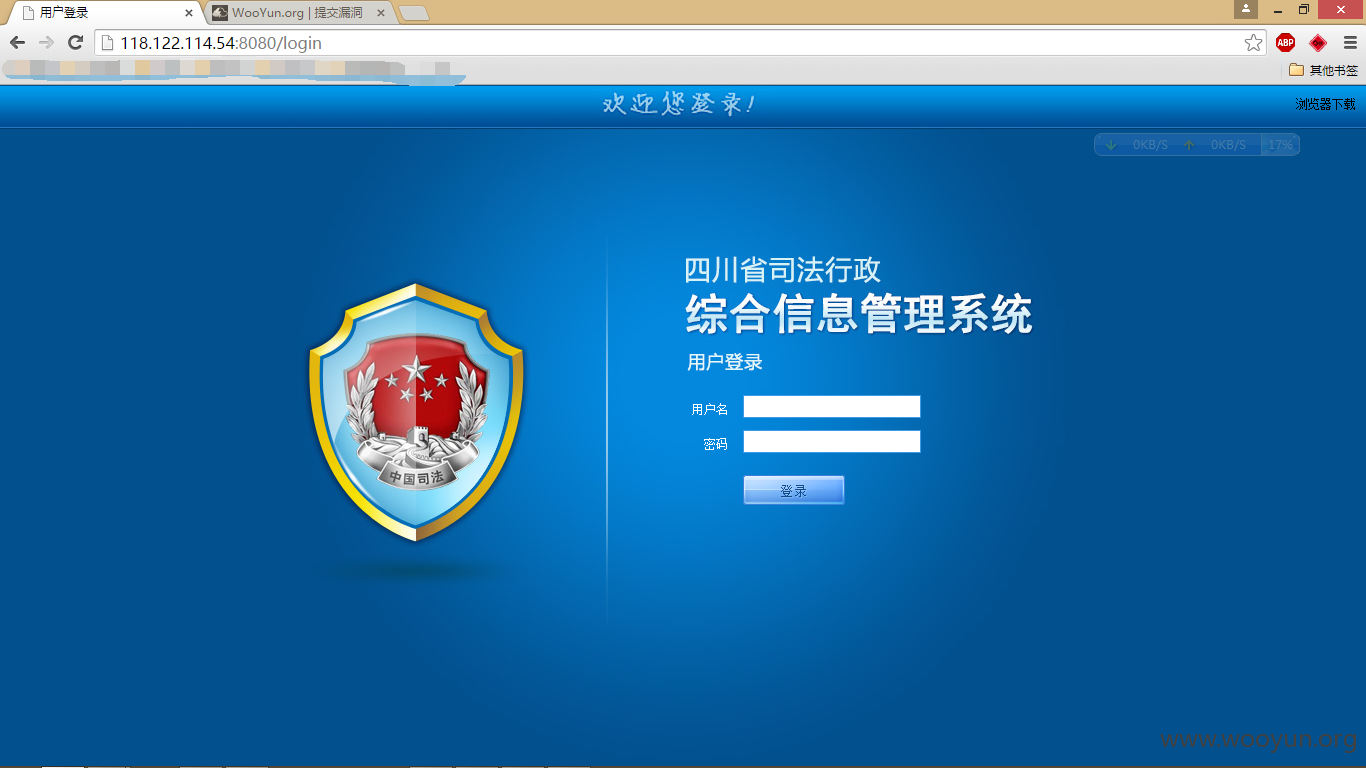 用户登录
WooYun.org | 提交漏洞
118.122.114.54:8080/login
ABP
其他书签
欢迎您登录!
浏览器下载
0KB/S 0KB/S 17%
四川省司法行政
综合信息管理系统
用户登录
用户名
密码
登录
中国司法
www.wooyun.org